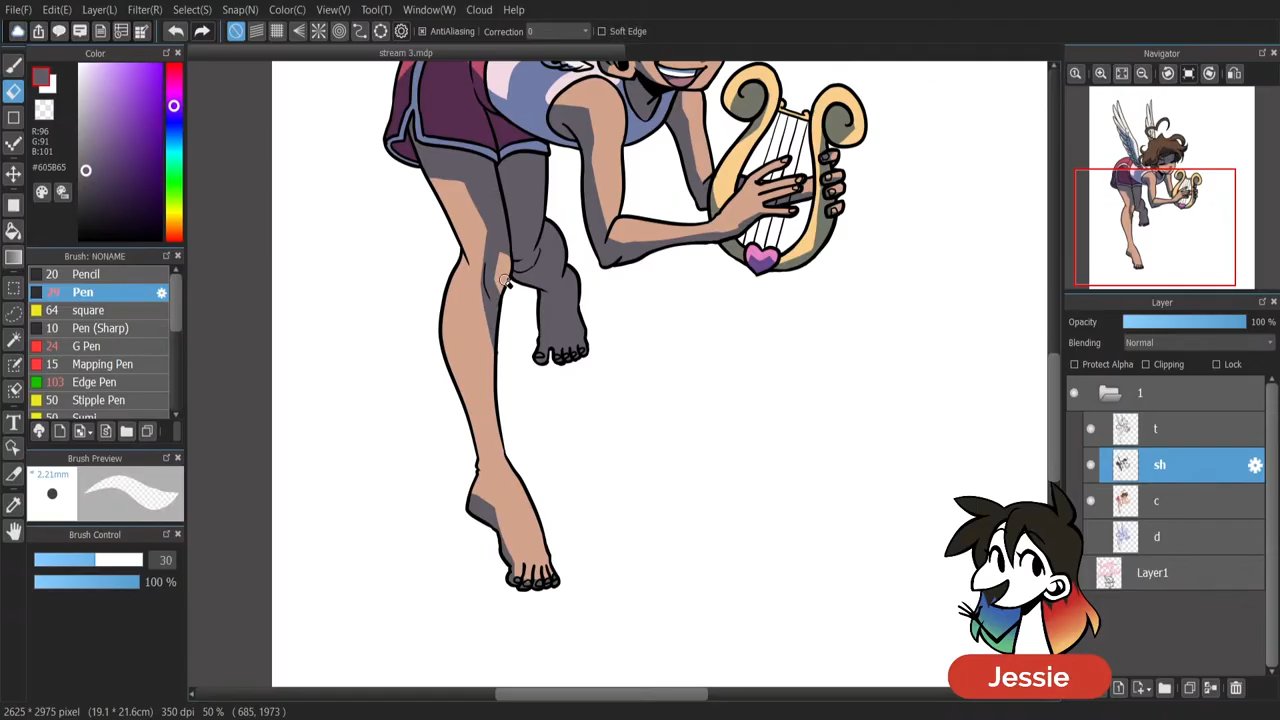 File(F) Edit(E) Layer(L) Filter(R) Select(S) Snap(N) Color(C) View(V) Tool(T) Window(W) Cloud Help
AntiAliasing Correction 0 Soft Edge
stream 3.mdp
Color
R:96
G:91
B:101
#605B65
Brush: NONAME
20 Pencil
29 Pen
64 square
10 Pen (Sharp)
24 G Pen
15 Mapping Pen
103 Edge Pen
50 Stipple Pen
50 Sumi
Brush Preview
* 2.21mm
Brush Control
30
100 %
2625 * 2975 pixel (19.1 * 21.6cm) 350 dpi 50 % ( 685, 1973 )
Navigator
Layer
Opacity 100 %
Blending Normal
Protect Alpha Clipping Lock
1
t
sh
c
d
Layer1
Jessie